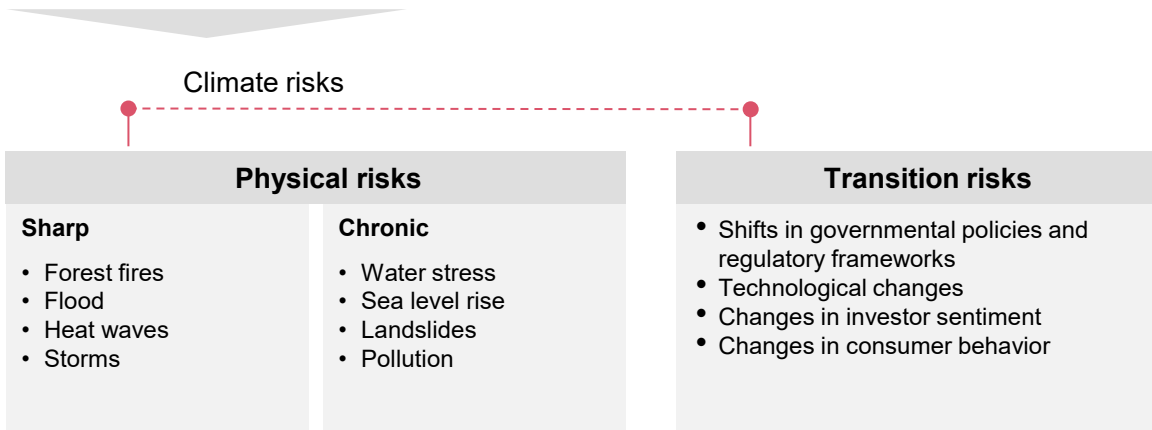 Climate risks
Physical risks
Sharp
• Forest fires
• Flood
• Heat waves
• Storms
Chronic
• Water stress
• Sea level rise
• Landslides
• Pollution
Transition risks
• Shifts in governmental policies and
regulatory frameworks
• Technological changes
• Changes in investor sentiment
• Changes in consumer behavior